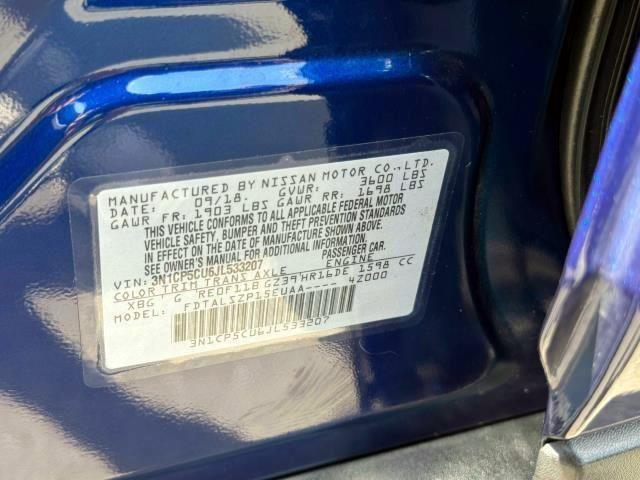 MANUFACTURED BY NISSAN MOTOR CO., LTD.
DATE: 09/18. GVWR: 3600 LBS
GAWR FR: 1903 LBS GAWR RR: 1698 LBS
THIS VEHICLE CONFORMS TO ALL APPLICABLE FEDERAL MOTOR
VEHICLE SAFETY, BUMPER AND THEFT PREVENTION STANDARDS
IN EFFECT ON THE DATE OF MANUFACTURE SHOWN ABOVE.
*SEE OWNER'S MANUAL FOR ADDITIONAL INFO. PASSENGER CAR.
VIN: 3N1CP5CU6JL533207
COLOR TRIM TRANS AXLE ENGINE
XBG G RE0F11B GZ39 HR16DE 1598 CC
MODEL: FDTALSZP15EUAA---- 4Z000
3N1CP5CU6JL533207